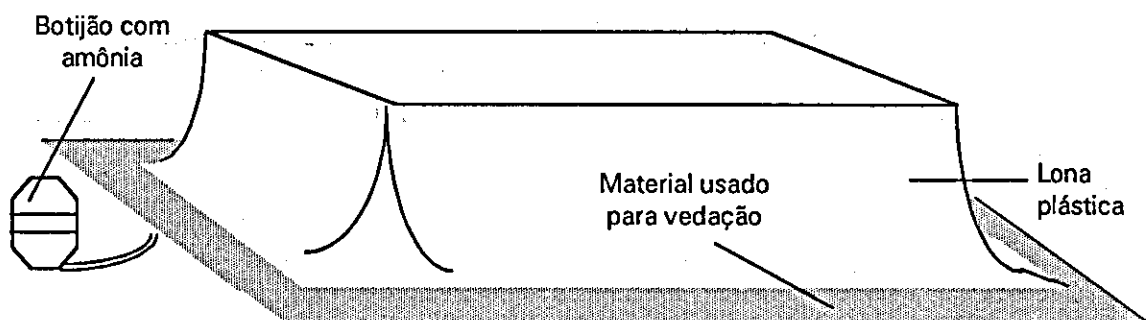 Botijão com
amônia
Material usado
para vedação
Lona
plástica